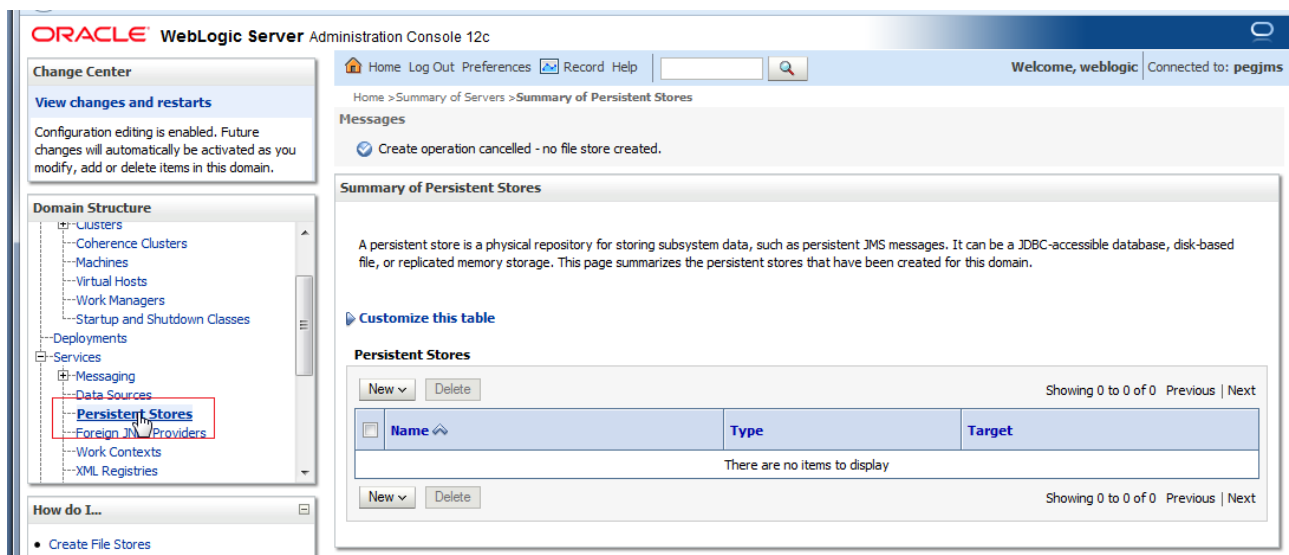 ORACLE WebLogic Server Administration Console 12c
Change Center
View changes and restarts
Configuration editing is enabled. Future
changes will automatically be activated as you
modify, add or delete items in this domain.
Domain Structure
Clusters
Coherence Clusters
Machines
Virtual Hosts
Work Managers
Startup and Shutdown Classes
Deployments
Services
Messaging
Data Sources
Persistent Stores
Foreign JNDI Providers
Work Contexts
XML Registries
How do I...
Create File Stores
Home Log Out Preferences Record Help
Welcome, weblogic Connected to: pegjms
Home >Summary of Servers >Summary of Persistent Stores
Messages
Create operation cancelled - no file store created.
Summary of Persistent Stores
A persistent store is a physical repository for storing subsystem data, such as persistent JMS messages. It can be a JDBC-accessible database, disk-based
file, or replicated memory storage. This page summarizes the persistent stores that have been created for this domain.
Customize this table
Persistent Stores
New Delete Showing 0 to 0 of 0 Previous | Next
Name Type Target
There are no items to display
New Delete Showing 0 to 0 of 0 Previous | Next